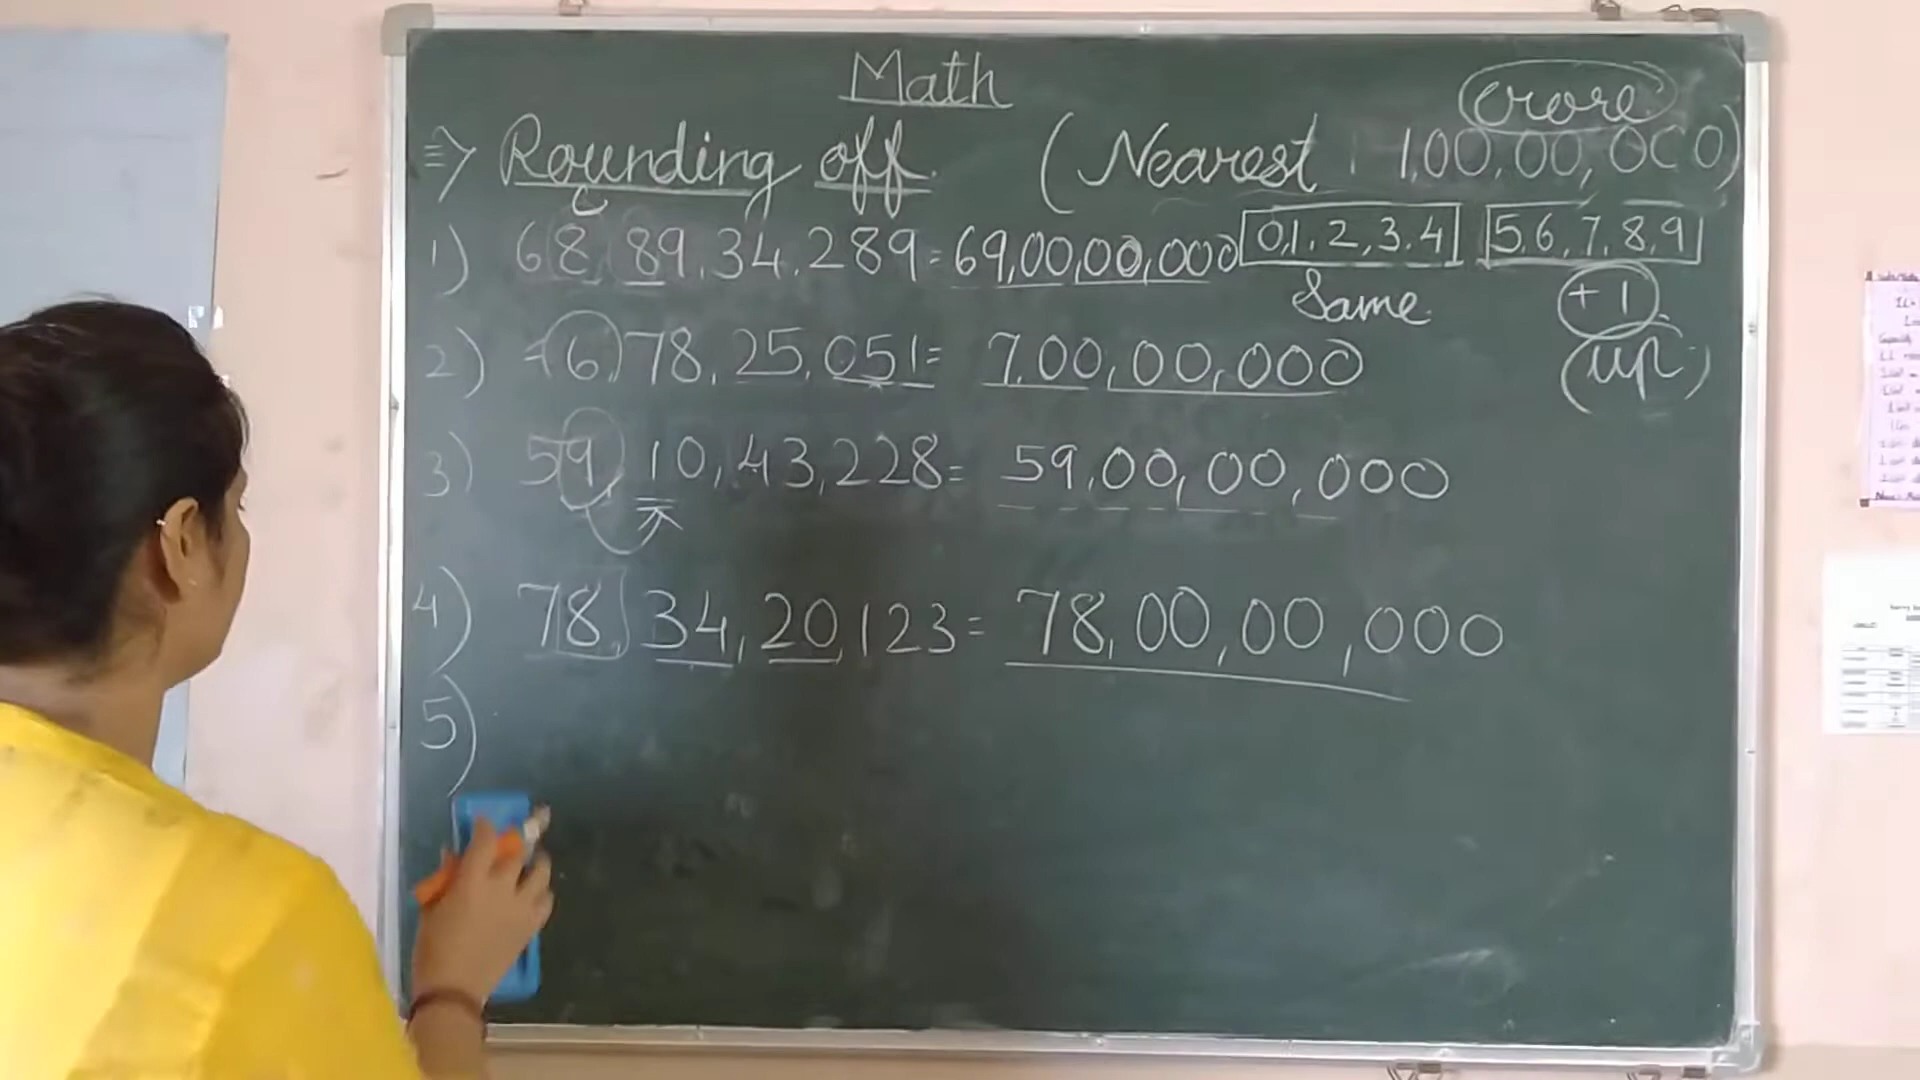 Math
crore
=> Rounding off. (Nearest 1,00,00,000)
1) 68,89,34,289 = 69,00,00,000
0,1,2,3,4 5,6,7,8,9
Same +1
2) 6,78,25,051 = 7,00,00,000
(up)
3) 59,10,43,228 = 59,00,00,000
4) 78,34,20,123 = 78,00,00,000
5)